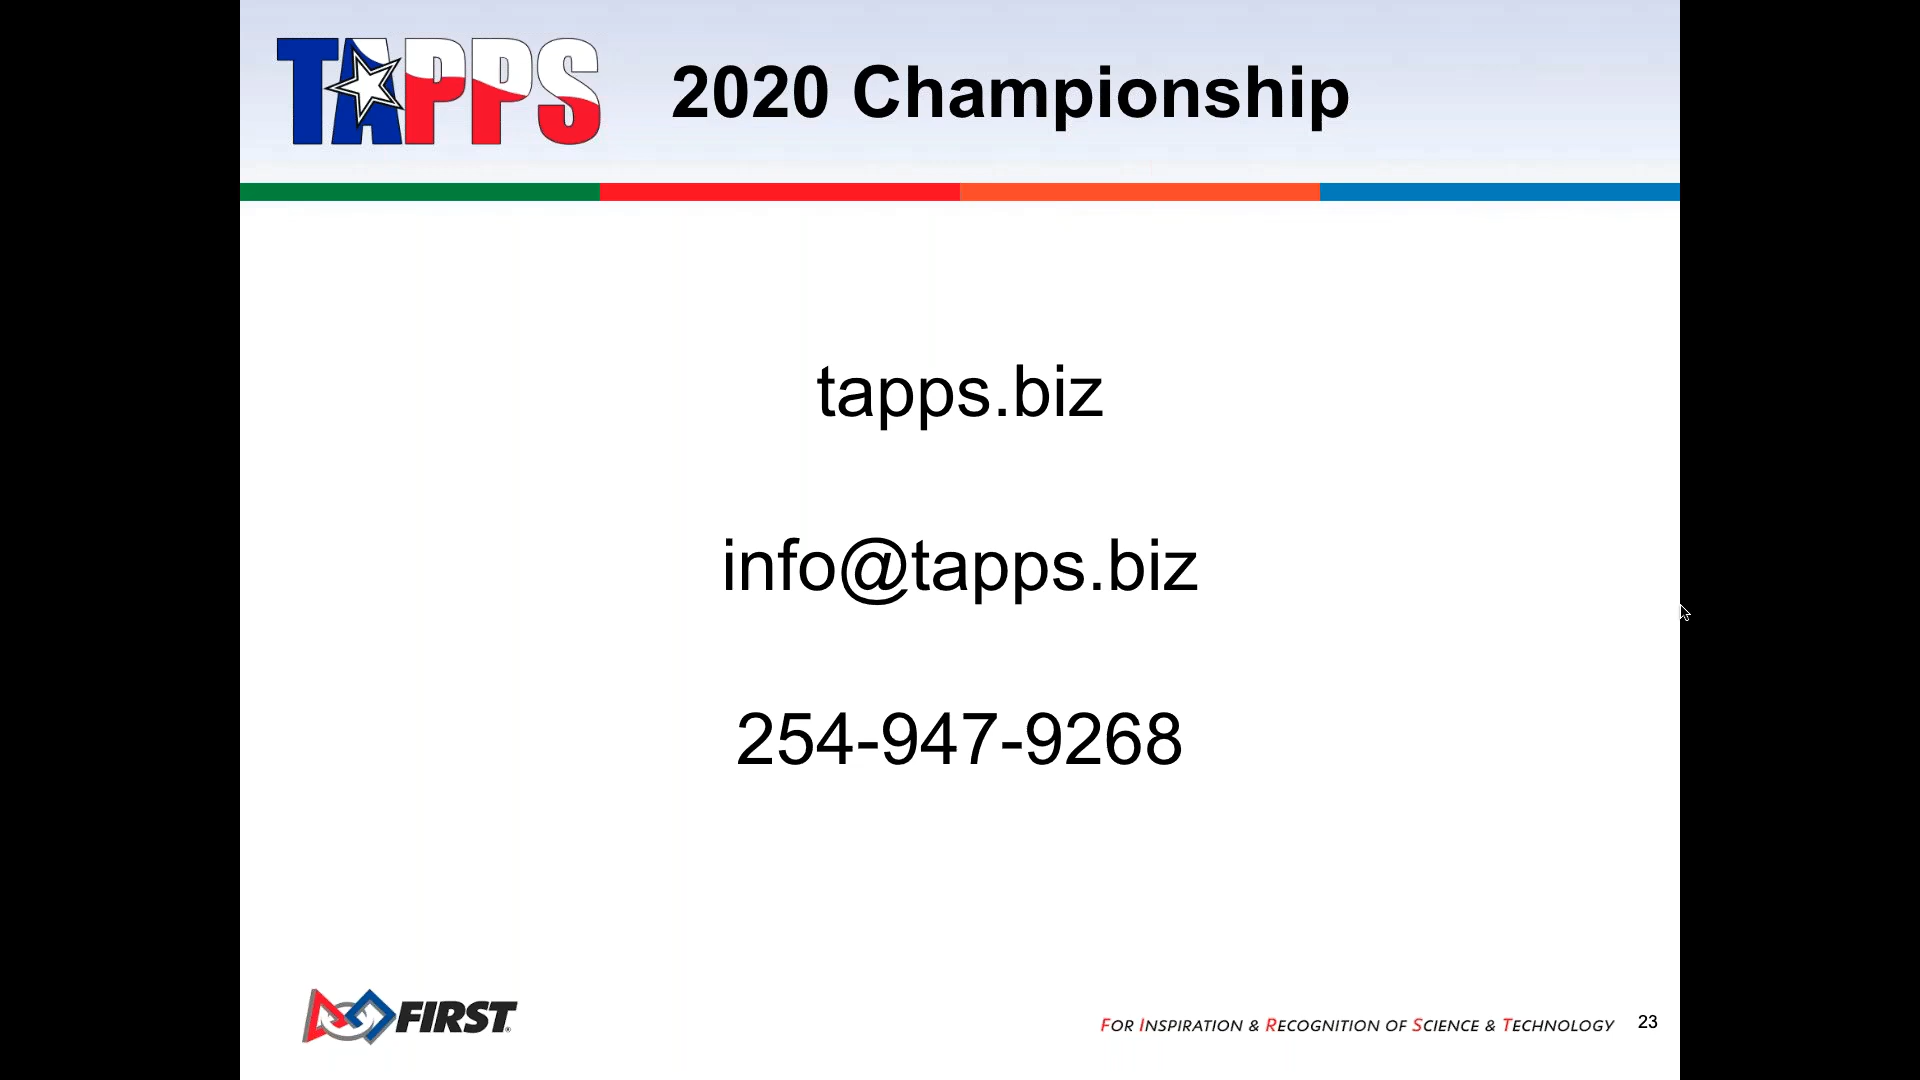 TAPPS
2020 Championship
tapps.biz
info@tapps.biz
254-947-9268
FIRST
FOR INSPIRATION & RECOGNITION OF SCIENCE & TECHNOLOGY
23